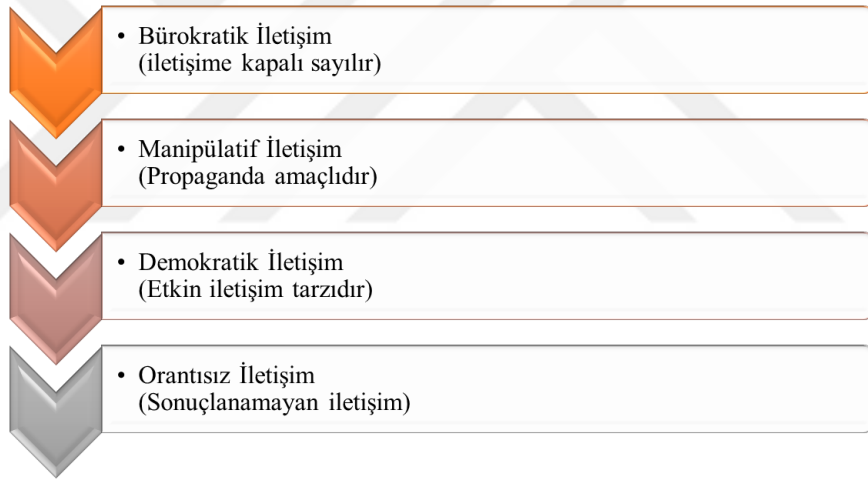 • Bürokratik İletişim
(iletişime kapalı sayılır)
• Manipülatif İletişim
(Propaganda amaçlıdır)
• Demokratik İletişim
(Etkin iletişim tarzıdır)
• Orantısız İletişim
(Sonuçlanamayan iletişim)